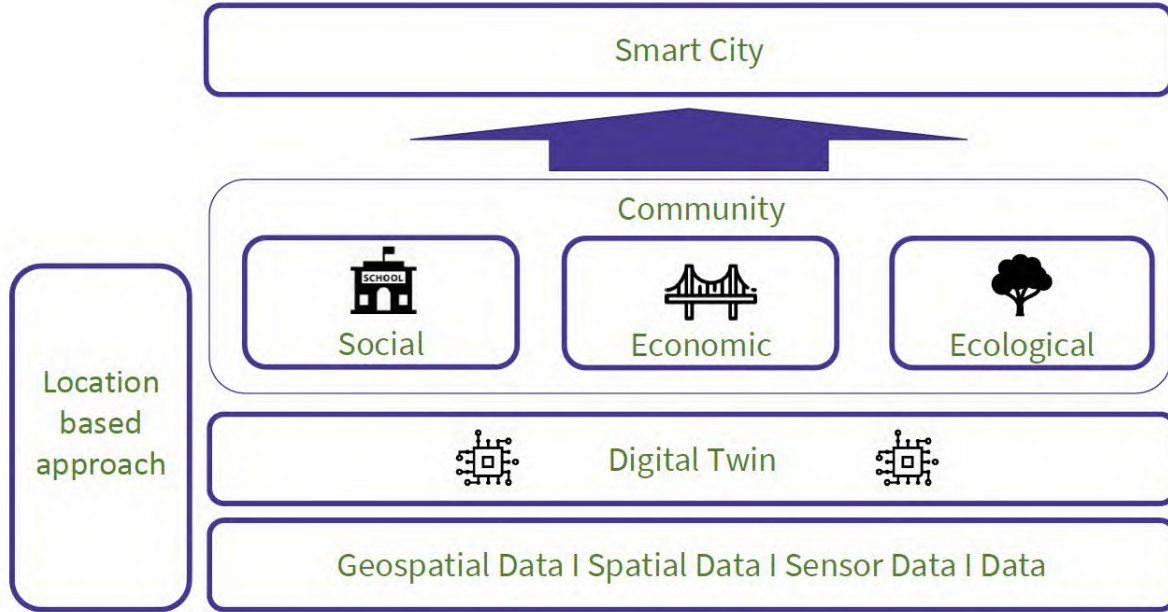 Smart City
Community
SCHOOL
Social
Economic
Ecological
Location
based
approach
Digital Twin
Geospatial Data I Spatial Data I Sensor Data I Data